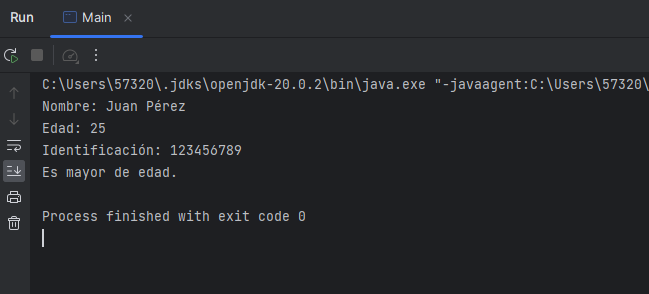 Run Main
C:\Users\57320\.jdks\openjdk-20.0.2\bin\java.exe "-javaagent:C:\Users\57320\
Nombre: Juan Pérez
Edad: 25
Identificación: 123456789
Es mayor de edad.
Process finished with exit code 0